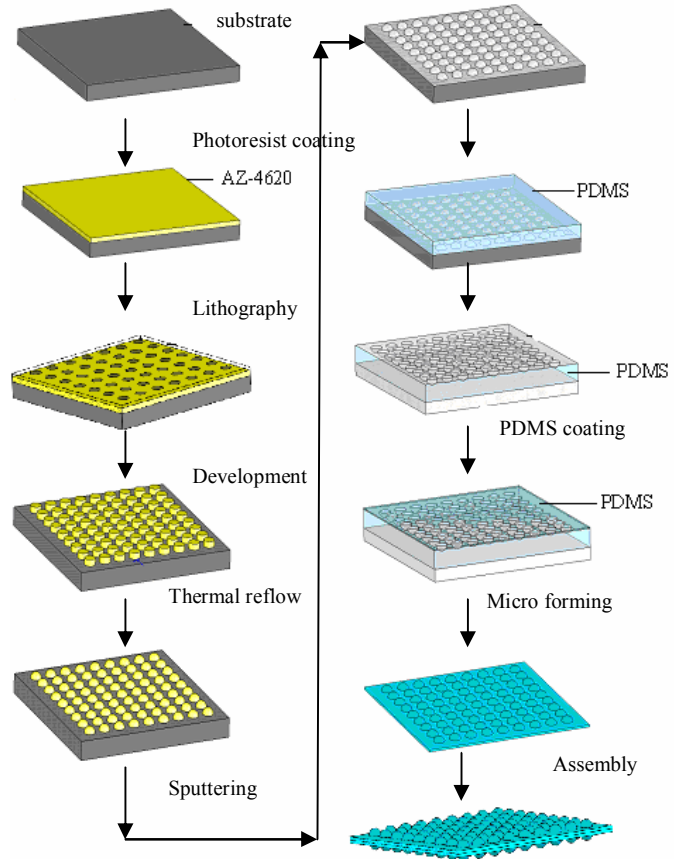 substrate
Photoresist coating
AZ-4620
Lithography
Development
Thermal reflow
Sputtering
PDMS
PDMS
PDMS coating
PDMS
Micro forming
Assembly